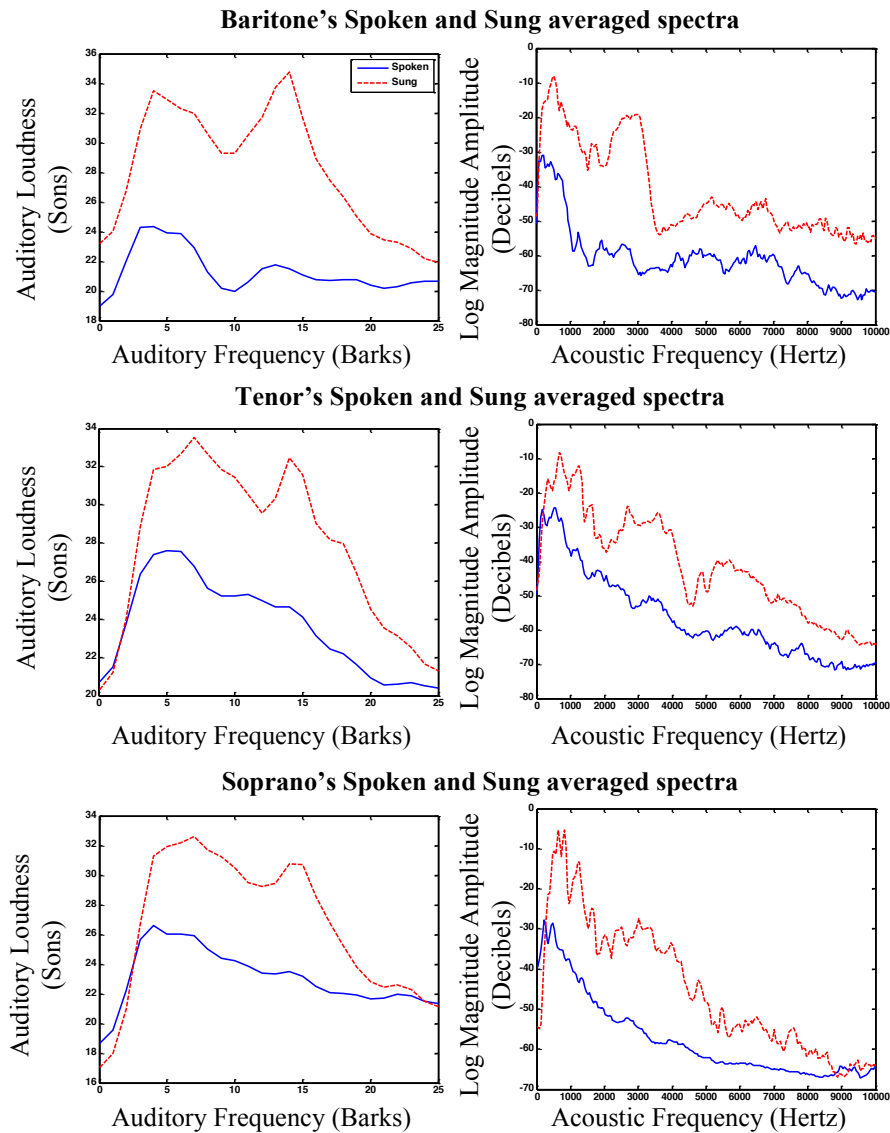 Baritone's Spoken and Sung averaged spectra
Auditory Loudness
(Sons)
36
34
32
30
28
26
24
22
20
18
0 5 10 15 20 25
Spoken
Sung
Auditory Frequency (Barks)
Log Magnitude Amplitude
(Decibels)
0
-10
-20
-30
-40
-50
-60
-70
-80
0 1000 2000 3000 4000 5000 6000 7000 8000 9000 10000
Acoustic Frequency (Hertz)
Tenor's Spoken and Sung averaged spectra
Auditory Loudness
(Sons)
34
32
30
28
26
24
22
20
0 5 10 15 20 25
Auditory Frequency (Barks)
Log Magnitude Amplitude
(Decibels)
0
-10
-20
-30
-40
-50
-60
-70
-80
0 1000 2000 3000 4000 5000 6000 7000 8000 9000 10000
Acoustic Frequency (Hertz)
Soprano's Spoken and Sung averaged spectra
Auditory Loudness
(Sons)
34
32
30
28
26
24
22
20
18
16
0 5 10 15 20 25
Auditory Frequency (Barks)
Log Magnitude Amplitude
(Decibels)
0
-10
-20
-30
-40
-50
-60
-70
0 1000 2000 3000 4000 5000 6000 7000 8000 9000 10000
Acoustic Frequency (Hertz)